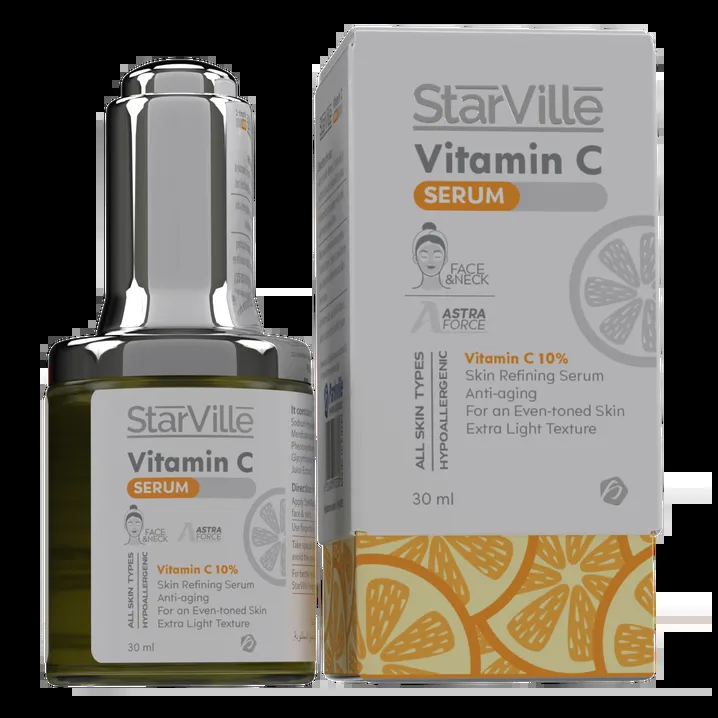 StarVille
Vitamin C
SERUM
FACE
&NECK
ASTRA
FORCE
ALL SKIN TYPES
HYPOALLERGENIC
Vitamin C 10%
Skin Refining Serum
Anti-aging
For an Even-toned Skin
Extra Light Texture
30 ml
StarVille
Vitamin C
SERUM
FACE
&NECK
ASTRA
FORCE
ALL SKIN TYPES
HYPOALLERGENIC
Vitamin C 10%
Skin Refining Serum
Anti-aging
For an Even-toned Skin
Extra Light Texture
30 ml